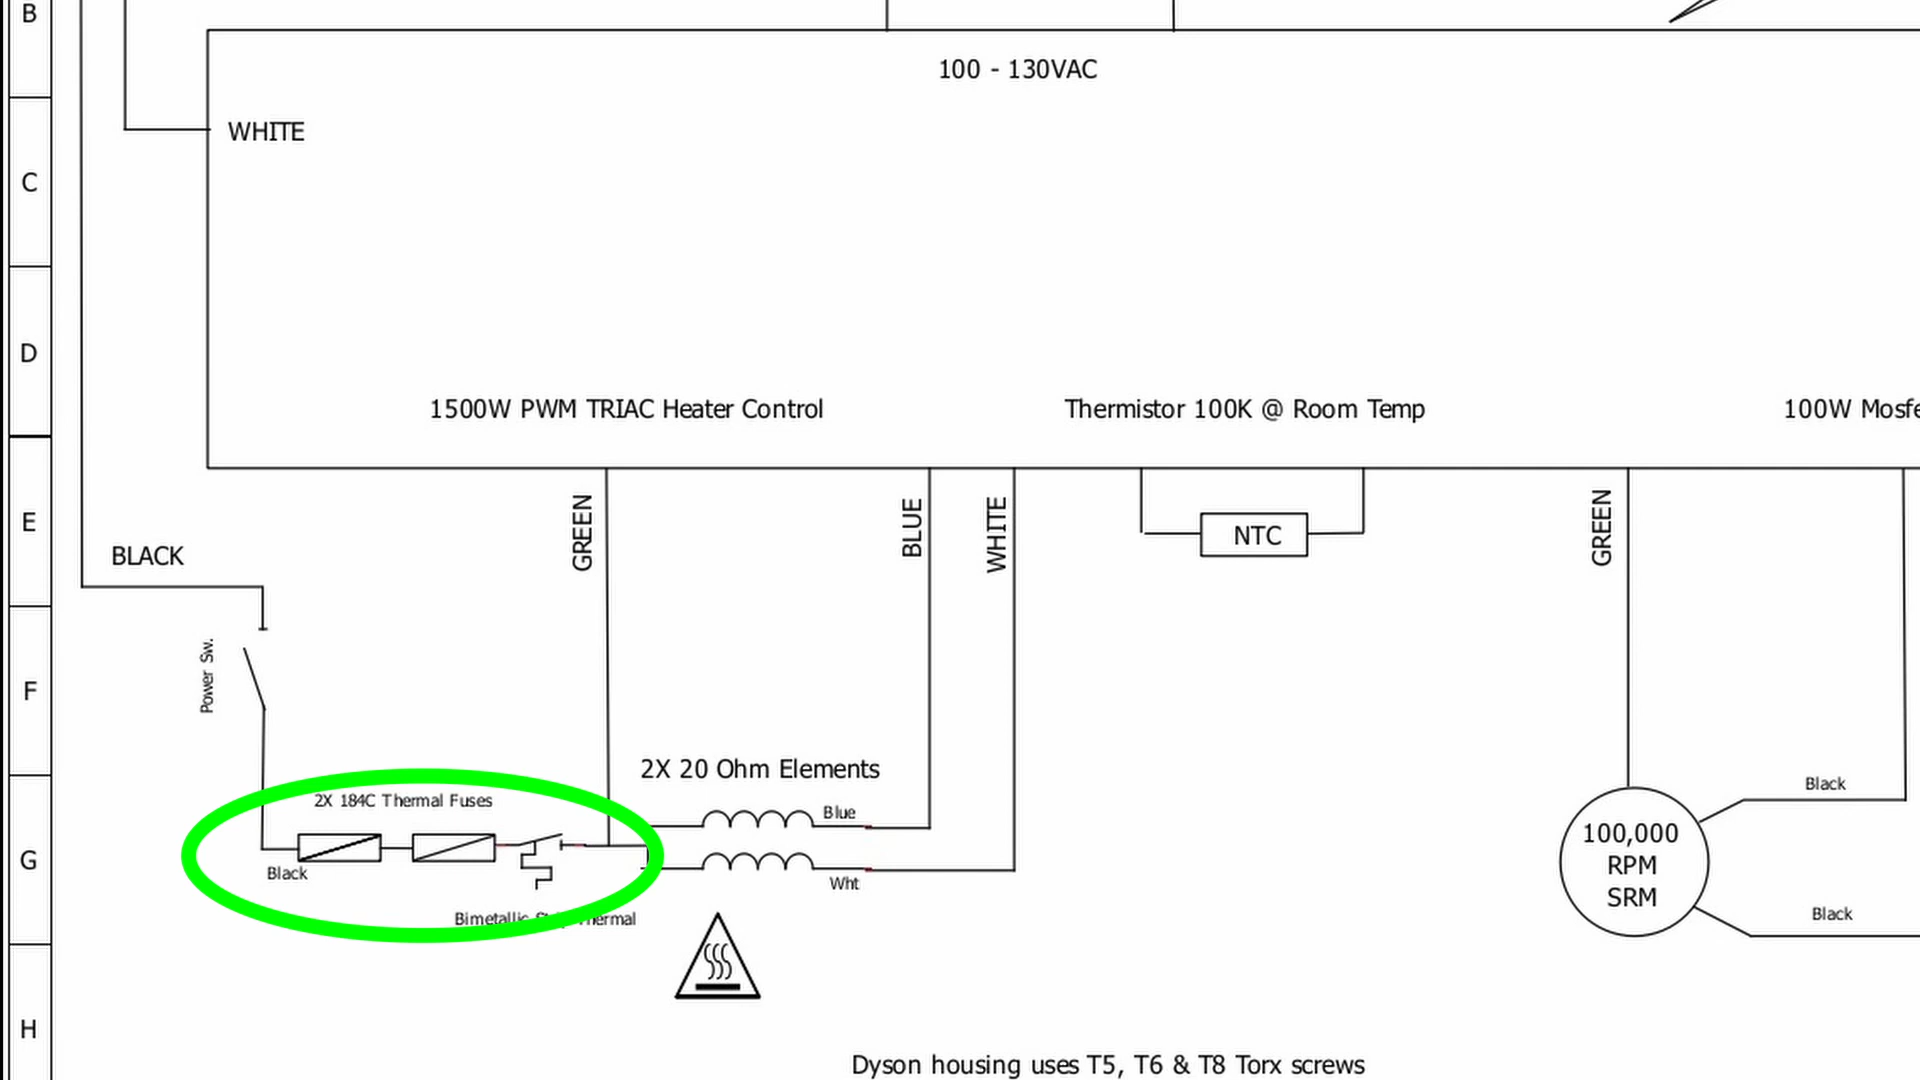 B
100 - 130VAC
WHITE
C
D
1500W PWM TRIAC Heater Control
Thermistor 100K @ Room Temp
100W
E
GREEN
BLUE
WHITE
NTC
GREEN
BLACK
Power Sw.
F
2X 20 Ohm Elements
Black
2X 184C Thermal Fuses
Blue
100,000
RPM
SRM
G
Black
Wht
Bimetallic
Black
H
Dyson housing uses T5, T6 & T8 Torx screws